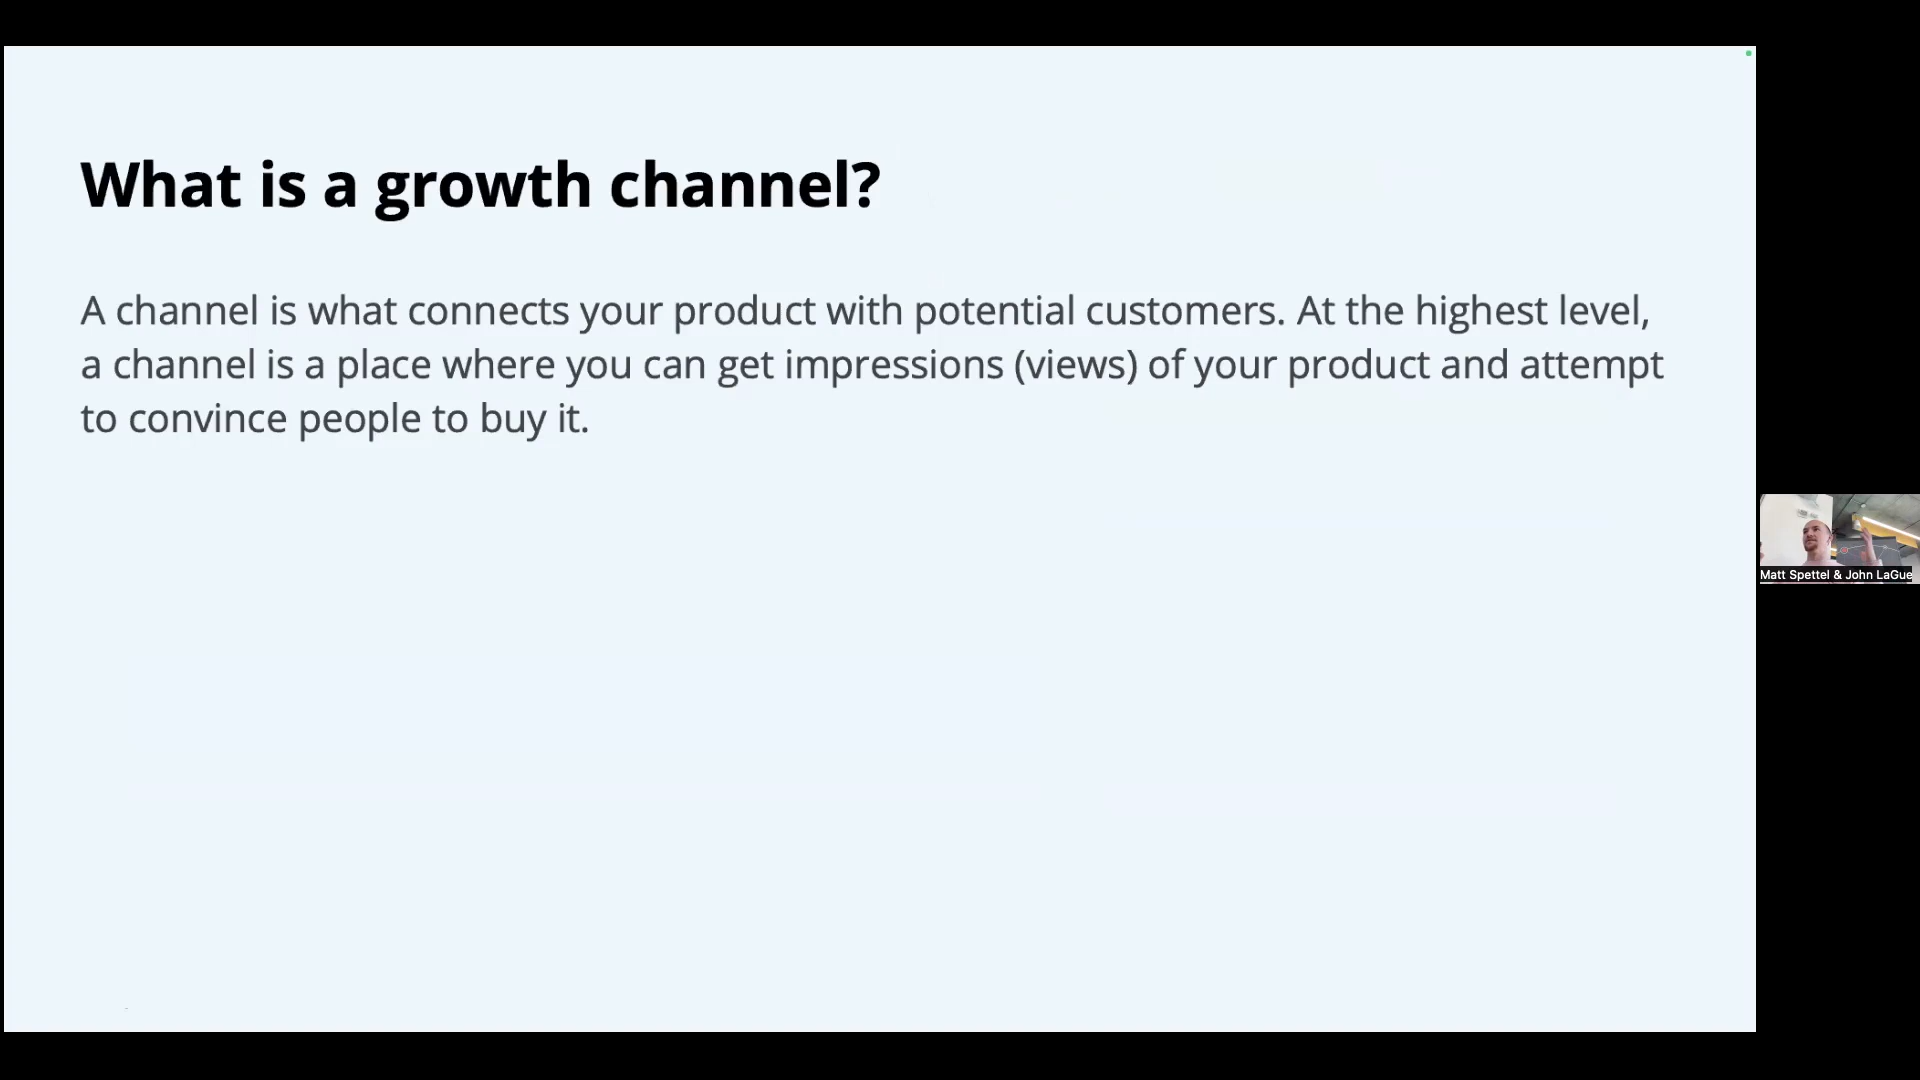 What is a growth channel?
A channel is what connects your product with potential customers. At the highest level,
a channel is a place where you can get impressions (views) of your product and attempt
to convince people to buy it.
Matt Spettel & John LaGue